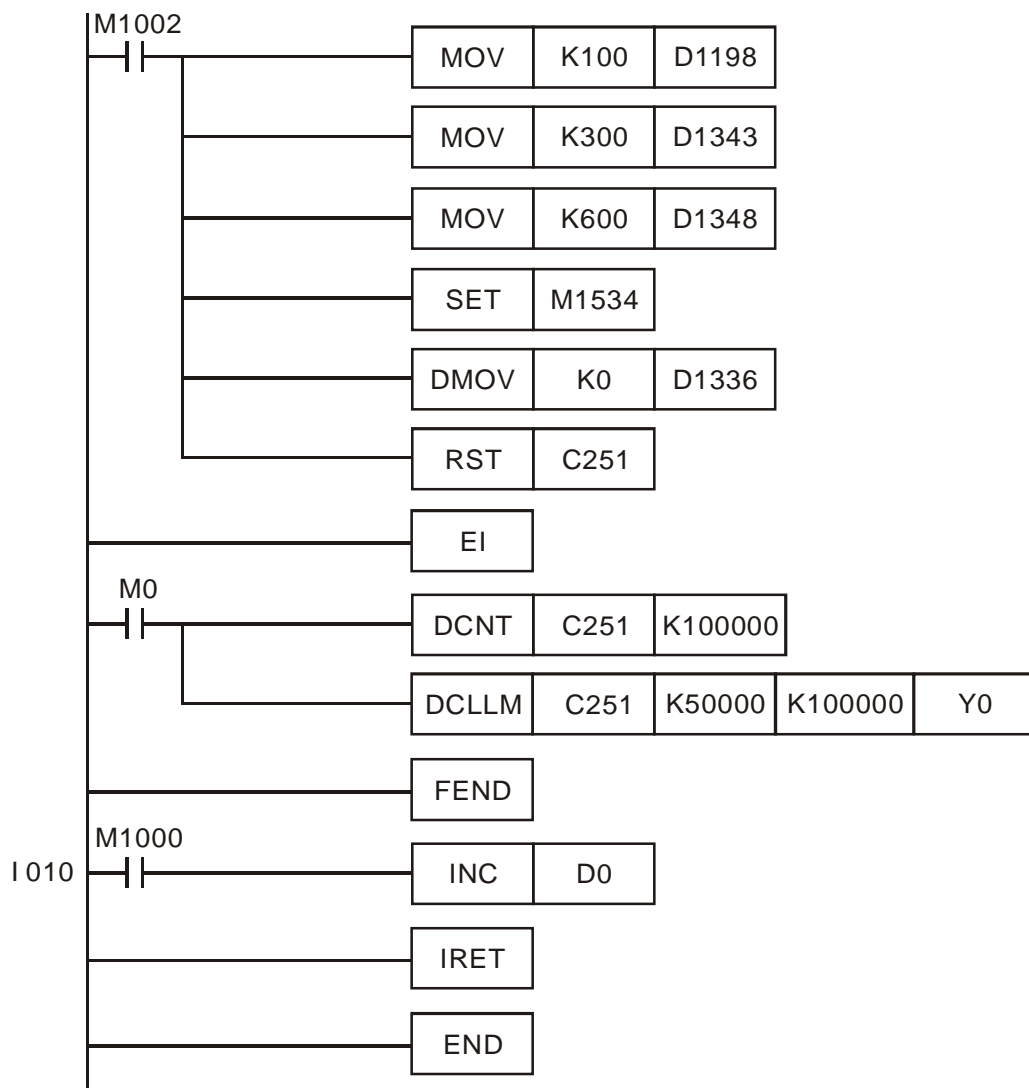 M1002
MOV K100 D1198
MOV K300 D1343
MOV K600 D1348
SET M1534
DMOV K0 D1336
RST C251
EI
M0
DCNT C251 K100000
DCLLM C251 K50000 K100000 Y0
FEND
M1000
I010 INC D0
IRET
END